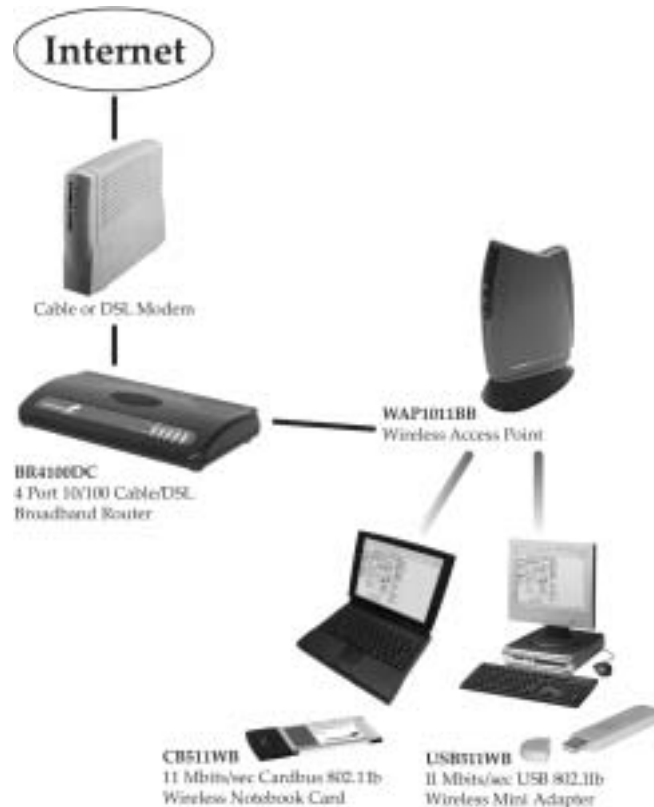 Internet
Cable or DSL Modem
WAP1011BB
Wireless Access Point
BR4100DC
4 Port 10/100 Cable/DSL
Broadband Router
CB511WB
11 Mbits/sec Cardbus 802.11b
Wireless Notebook Card
USB511WB
11 Mbits/sec USB 802.11b
Wireless Mini Adapter